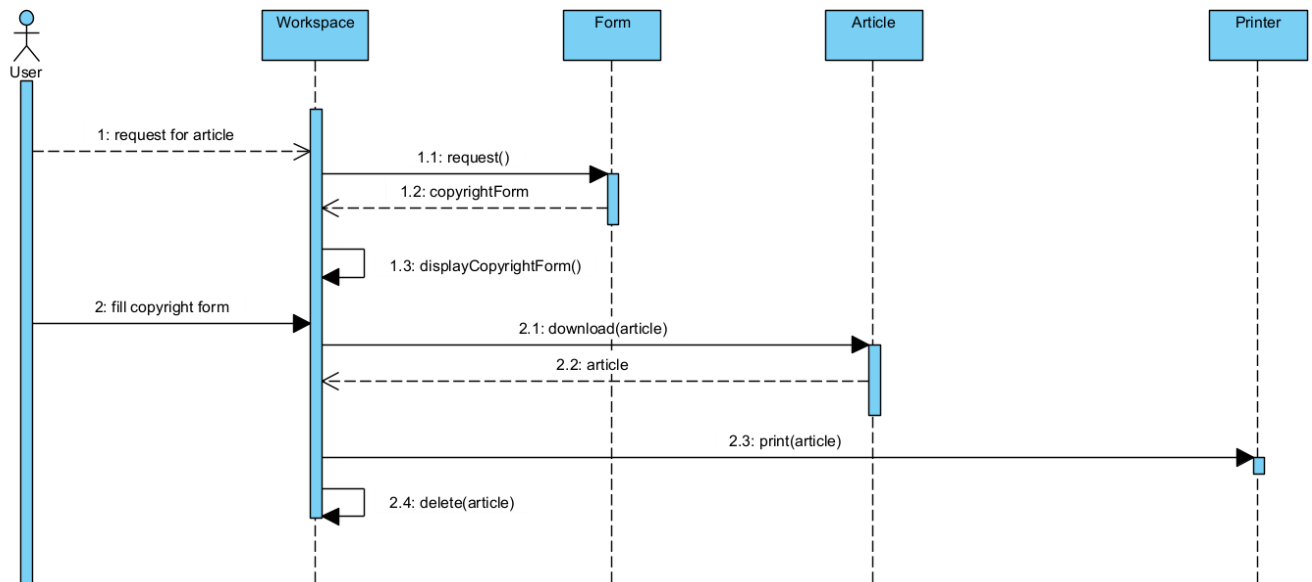 Workspace
Form
Article
Printer
User
1: request for article
1.1: request()
1.2: copyrightForm
1.3: displayCopyrightForm()
2: fill copyright form
2.1: download(article)
2.2: article
2.3: print(article)
2.4: delete(article)